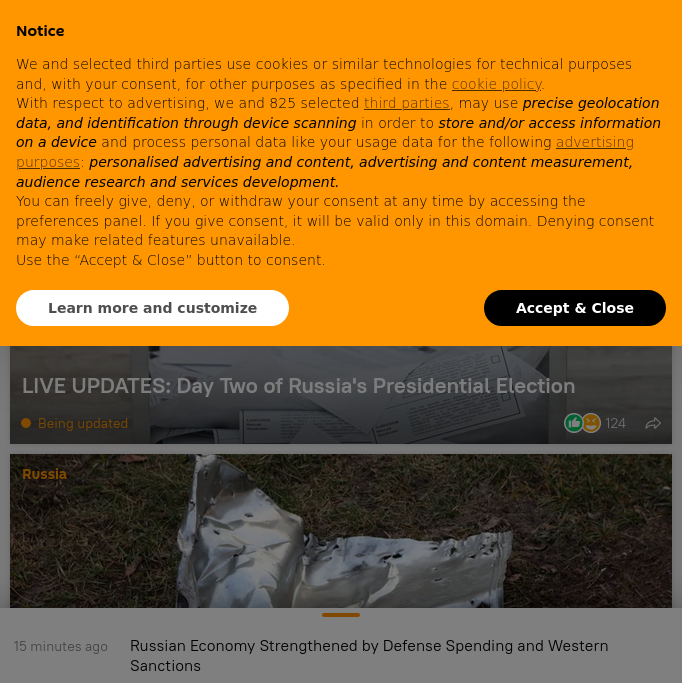 Notice
We and selected third parties use cookies or similar technologies for technical purposes
and, with your consent, for other purposes as specified in the cookie policy.
With respect to advertising, we and 825 selected third parties, may use precise geolocation
data, and identification through device scanning in order to store and/or access information
on a device and process personal data like your usage data for the following advertising
purposes: personalised advertising and content, advertising and content measurement,
audience research and services development.
You can freely give, deny, or withdraw your consent at any time by accessing the
preferences panel. If you give consent, it will be valid only in this domain. Denying consent
may make related features unavailable.
Use the “Accept & Close” button to consent.
Learn more and customize
Accept & Close
LIVE UPDATES: Day Two of Russia's Presidential Election
Being updated
124
Russia
15 minutes ago
Russian Economy Strengthened by Defense Spending and Western
Sanctions